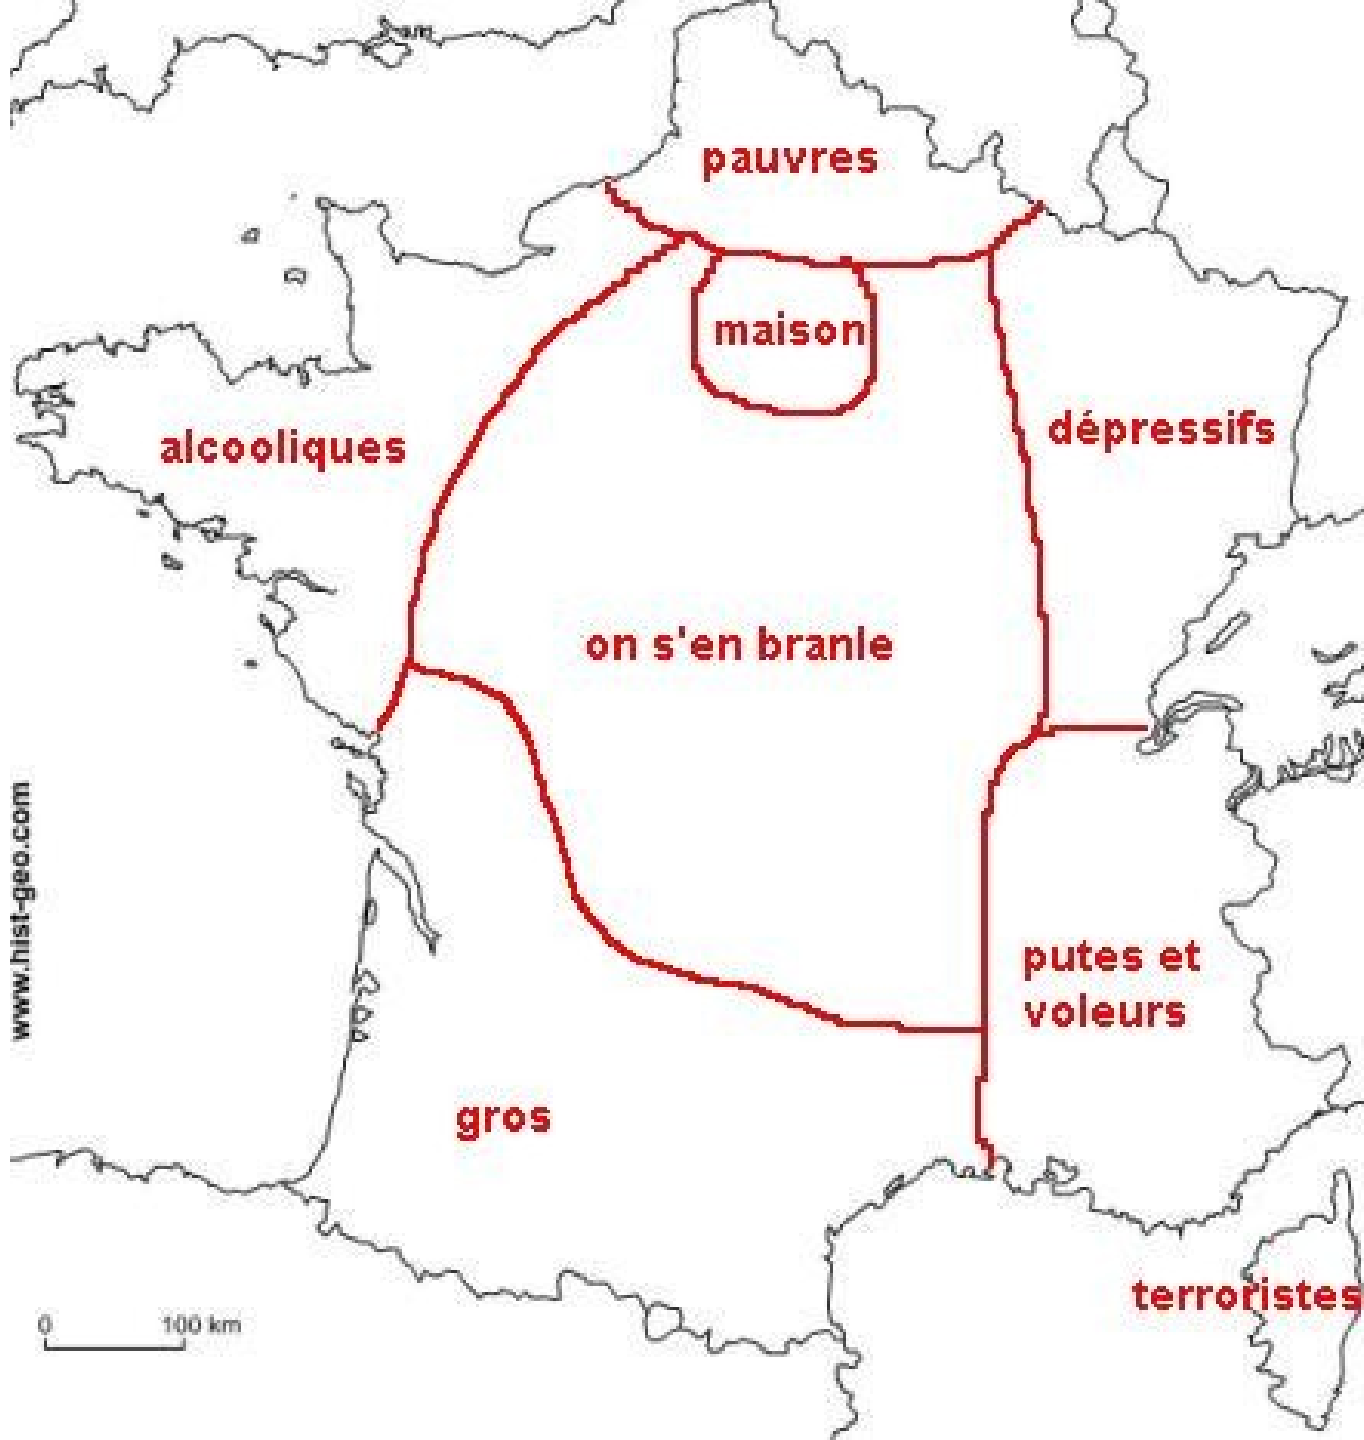 pauvres
maison
alcooliques
dépressifs
on s'en branle
putes et
voleurs
gros
terroristes
www.hist-geo.com
0 100 km